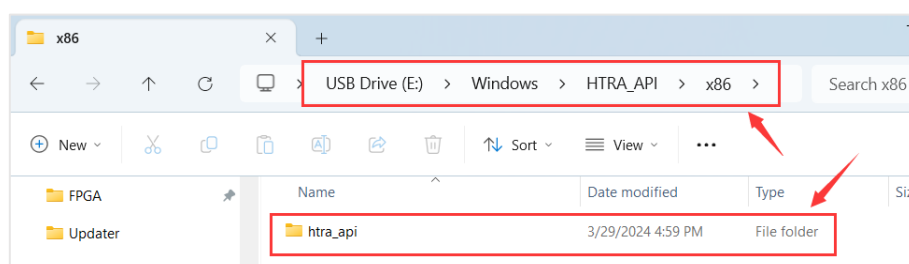 x86
USB Drive (E:) > Windows > HTRA_API > x86 >
Search x86
New
Sort
View
Name
Date modified
Type
FPGA
htra_api
3/29/2024 4:59 PM
File folder
Updater